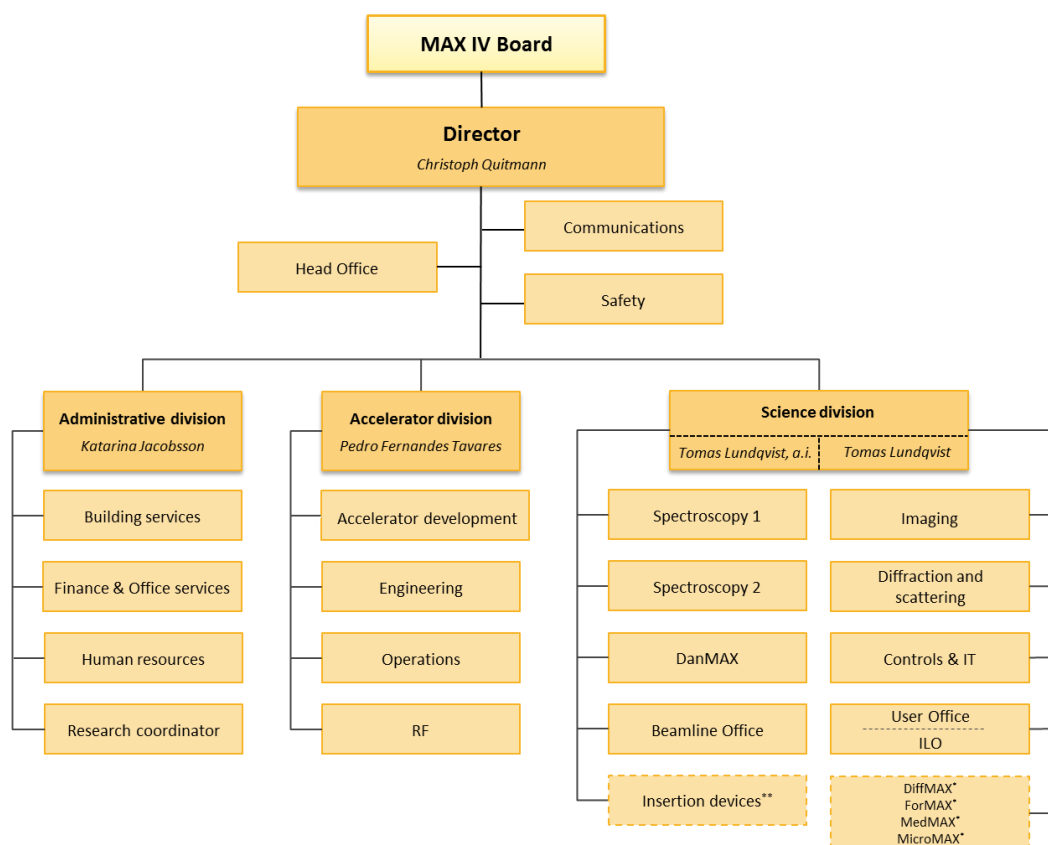 MAX IV Board
Director
Christoph Quitmann
Communications
Head Office
Safety
Administrative division
Katarina Jacobsson
Building services
Finance & Office services
Human resources
Research coordinator
Accelerator division
Pedro Fernandes Tavares
Accelerator development
Engineering
Operations
RF
Science division
Tomas Lundqvist, a.i.
Tomas Lundqvist
Spectroscopy 1
Spectroscopy 2
DanMAX
Beamline Office
Insertion devices**
Imaging
Diffraction and
scattering
Controls & IT
User Office
ILO
DiffMAX*
ForMAX*
MedMAX*
MicroMAX*